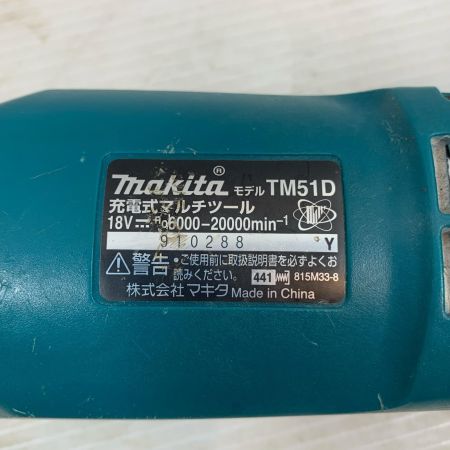 makita® モデル TM51D
充電式マルチツール
18V⎓ 6000-20000min⁻¹
910288 Y
⚠警告・ご使用前に取扱説明書を必ずよくお
読みください。 441 815M33-8
株式会社マキタ Made in China